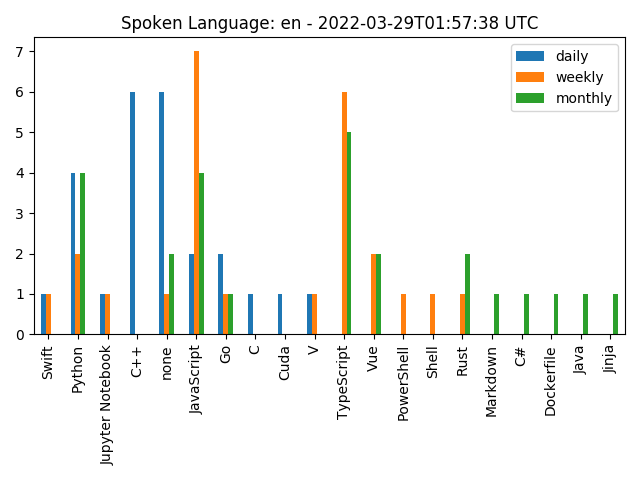 Spoken Language: en - 2022-03-29T01:57:38 UTC
daily
weekly
monthly
7
6
5
4
3
2
1
0
Swift
Python
Jupyter Notebook
C++
none
JavaScript
Go
C
Cuda
V
TypeScript
Vue
PowerShell
Shell
Rust
Markdown
C#
Dockerfile
Java
Jinja